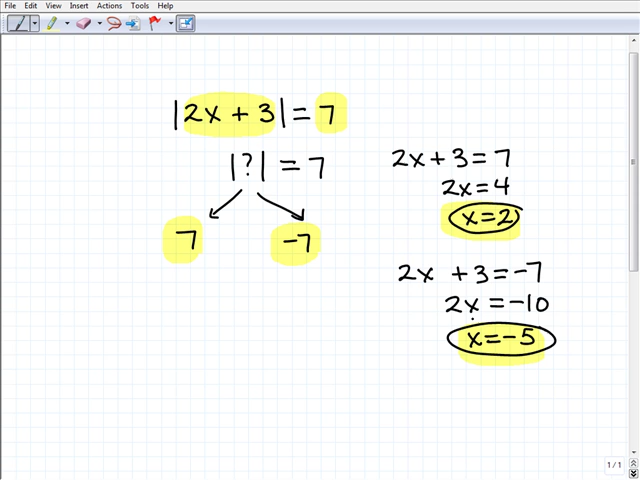 File Edit View Insert Actions Tools Help
|2x + 3| = 7
|?| = 7
7 -7
2x + 3 = 7
2x = 4
x = 2
2x + 3 = -7
2x = -10
x = -5
1 / 1